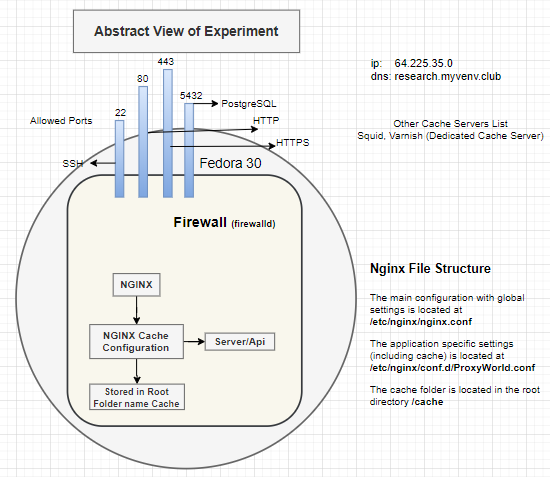 Abstract View of Experiment
443
80
5432
22
PostgreSQL
Allowed Ports
HTTP
HTTPS
SSH
Fedora 30
ip: 64.225.35.0
dns: research.myvenv.club
Other Cache Servers List
Squid, Varnish (Dedicated Cache Server)
Firewall (firewalld)
NGINX
NGINX Cache
Configuration
Server/Api
Stored in Root
Folder name Cache
Nginx File Structure
The main configuration with global
settings is located at
/etc/nginx/nginx.conf
The application specific settings
(including cache) is located at
/etc/nginx/conf.d/ProxyWorld.conf
The cache folder is located in the root
directory /cache